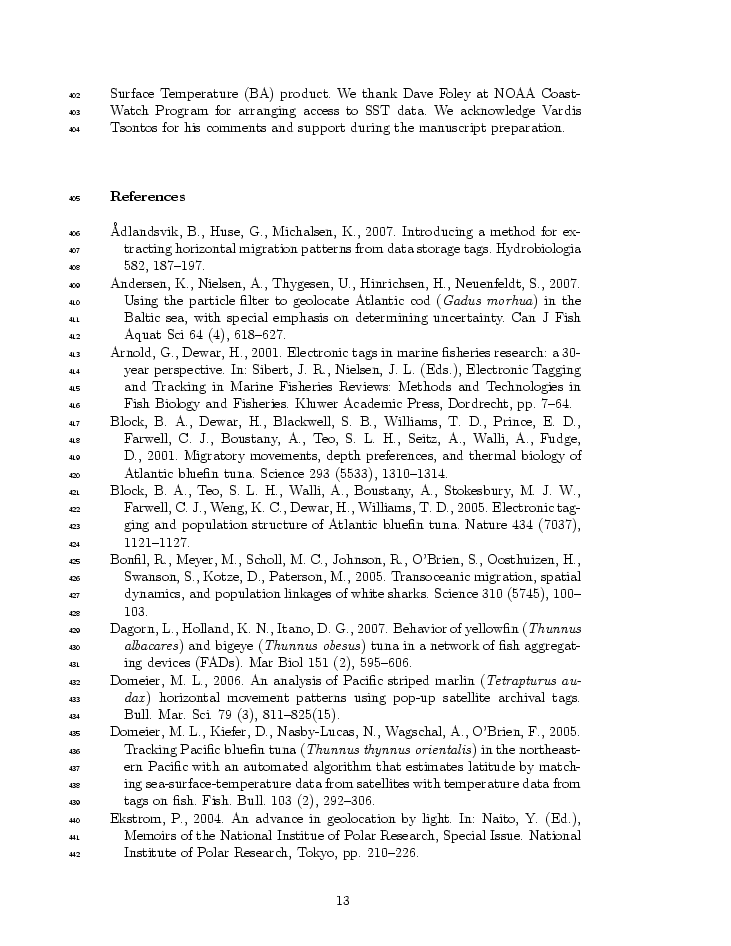 402 Surface Temperature (BA) product. We thank Dave Foley at NOAA Coast-
403 Watch Program for arranging access to SST data. We acknowledge Vardis
404 Tsontos for his comments and support during the manuscript preparation.
405 References
406 Ådlandsvik, B., Huse, G., Michalsen, K., 2007. Introducing a method for ex-
407 tracting horizontal migration patterns from data storage tags. Hydrobiologia
408 582, 187–197.
409 Andersen, K., Nielsen, A., Thygesen, U., Hinrichsen, H., Neuenfeldt, S., 2007.
410 Using the particle filter to geolocate Atlantic cod (Gadus morhua) in the
411 Baltic sea, with special emphasis on determining uncertainty. Can J Fish
412 Aquat Sci 64 (4), 618–627.
413 Arnold, G., Dewar, H., 2001. Electronic tags in marine fisheries research: a 30-
414 year perspective. In: Sibert, J. R., Nielsen, J. L. (Eds.), Electronic Tagging
415 and Tracking in Marine Fisheries Reviews: Methods and Technologies in
416 Fish Biology and Fisheries. Kluwer Academic Press, Dordrecht, pp. 7–64.
417 Block, B. A., Dewar, H., Blackwell, S. B., Williams, T. D., Prince, E. D.,
418 Farwell, C. J., Boustany, A., Teo, S. L. H., Seitz, A., Walli, A., Fudge,
419 D., 2001. Migratory movements, depth preferences, and thermal biology of
420 Atlantic bluefin tuna. Science 293 (5533), 1310–1314.
421 Block, B. A., Teo, S. L. H., Walli, A., Boustany, A., Stokesbury, M. J. W.,
422 Farwell, C. J., Weng, K. C., Dewar, H., Williams, T. D., 2005. Electronic tag-
423 ging and population structure of Atlantic bluefin tuna. Nature 434 (7037),
424 1121–1127.
425 Bonfil, R., Meyer, M., Scholl, M. C., Johnson, R., O'Brien, S., Oosthuizen, H.,
426 Swanson, S., Kotze, D., Paterson, M., 2005. Transoceanic migration, spatial
427 dynamics, and population linkages of white sharks. Science 310 (5745), 100–
428 103.
429 Dagorn, L., Holland, K. N., Itano, D. G., 2007. Behavior of yellowfin (Thunnus
430 albacares) and bigeye (Thunnus obesus) tuna in a network of fish aggregat-
431 ing devices (FADs). Mar Biol 151 (2), 595–606.
432 Domeier, M. L., 2006. An analysis of Pacific striped marlin (Tetrapturus au-
433 dax) horizontal movement patterns using pop-up satellite archival tags.
434 Bull. Mar. Sci. 79 (3), 811–825(15).
435 Domeier, M. L., Kiefer, D., Nasby-Lucas, N., Wagschal, A., O'Brien, F., 2005.
436 Tracking Pacific bluefin tuna (Thunnus thynnus orientalis) in the northeast-
437 ern Pacific with an automated algorithm that estimates latitude by match-
438 ing sea-surface-temperature data from satellites with temperature data from
439 tags on fish. Fish. Bull. 103 (2), 292–306.
440 Ekstrom, P., 2004. An advance in geolocation by light. In: Naito, Y. (Ed.),
441 Memoirs of the National Institue of Polar Research, Special Issue. National
442 Institute of Polar Research, Tokyo, pp. 210–226.
13